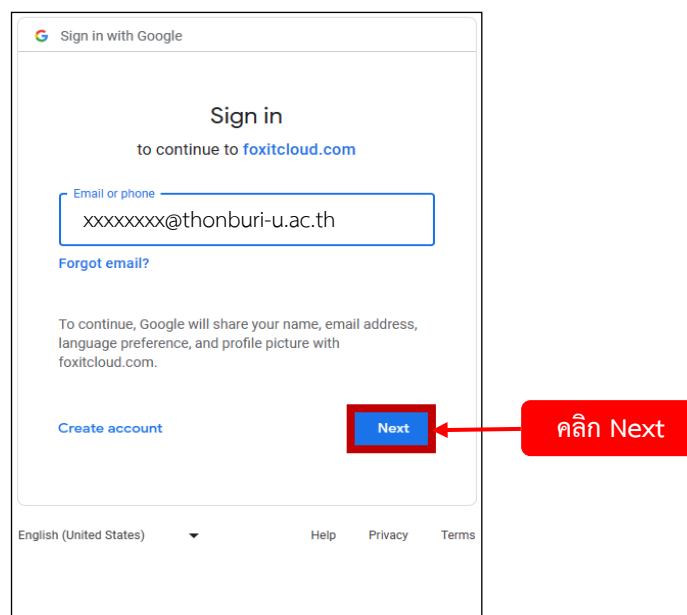 Sign in with Google
Sign in
to continue to foxitcloud.com
Email or phone
xxxxxxxx@thonburi-u.ac.th
Forgot email?
To continue, Google will share your name, email address,
language preference, and profile picture with
foxitcloud.com.
Create account
Next
คลิก Next
English (United States)
Help
Privacy
Terms